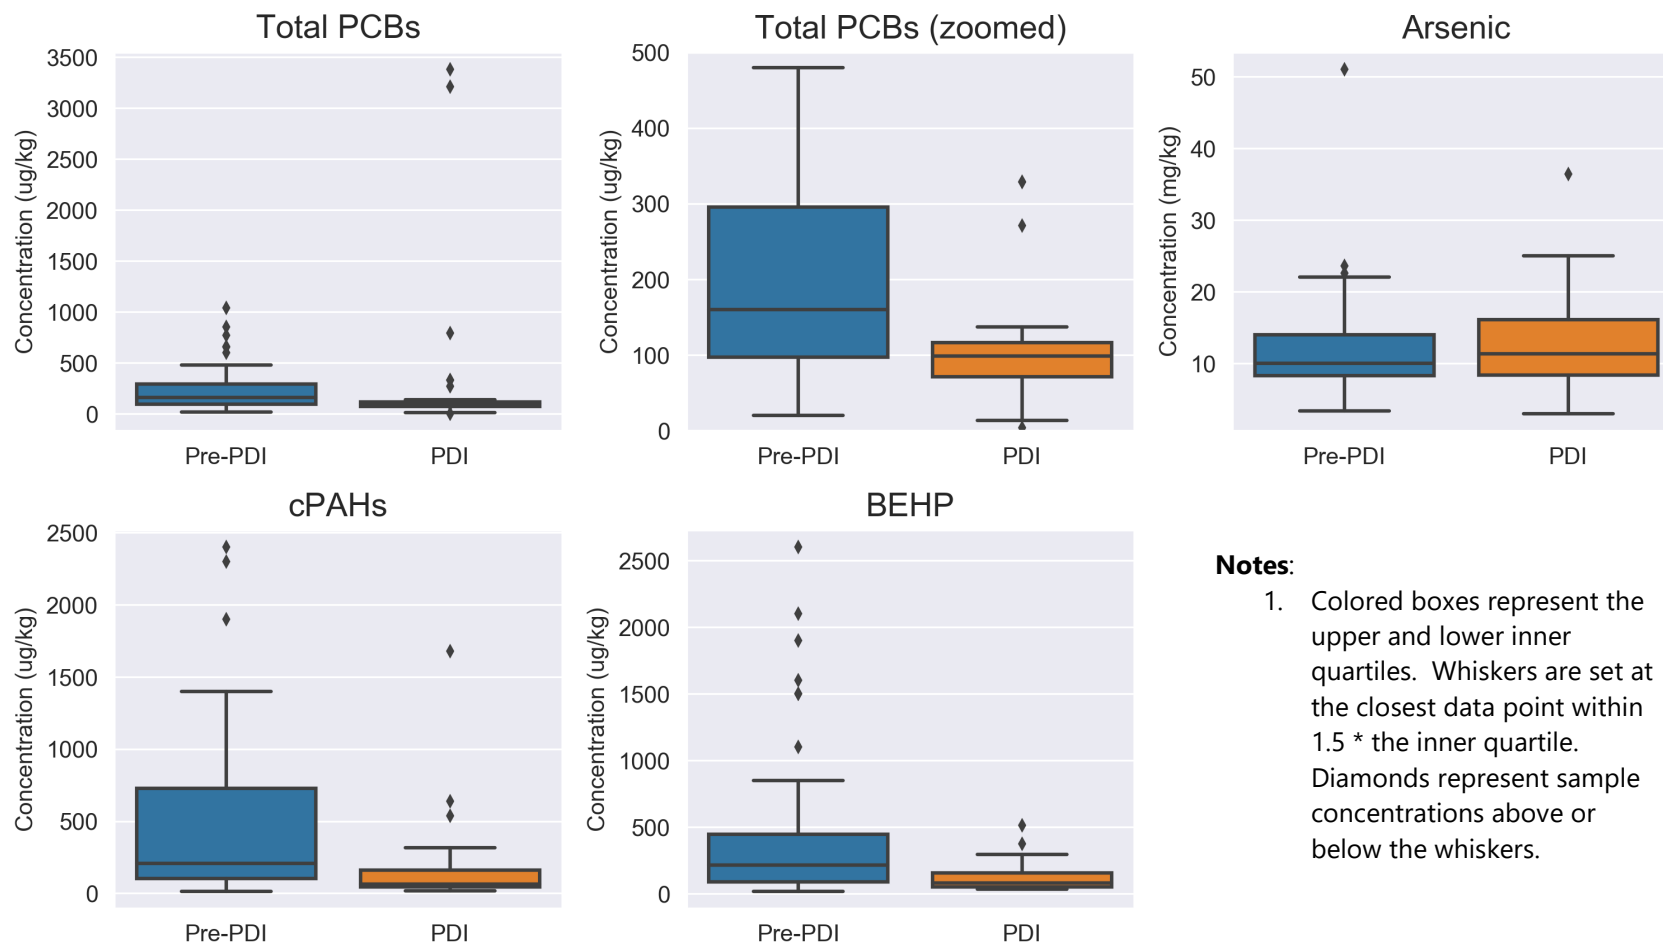 Total PCBs
Concentration (ug/kg)
3500
3000
2500
2000
1500
1000
500
0
Pre-PDI
PDI
Total PCBs (zoomed)
Concentration (ug/kg)
500
400
300
200
100
0
Pre-PDI
PDI
Arsenic
Concentration (mg/kg)
50
40
30
20
10
Pre-PDI
PDI
cPAHs
Concentration (ug/kg)
2500
2000
1500
1000
500
0
Pre-PDI
PDI
BEHP
Concentration (ug/kg)
2500
2000
1500
1000
500
0
Pre-PDI
PDI
Notes:
1. Colored boxes represent the
upper and lower inner
quartiles. Whiskers are set at
the closest data point within
1.5 * the inner quartile.
Diamonds represent sample
concentrations above or
below the whiskers.